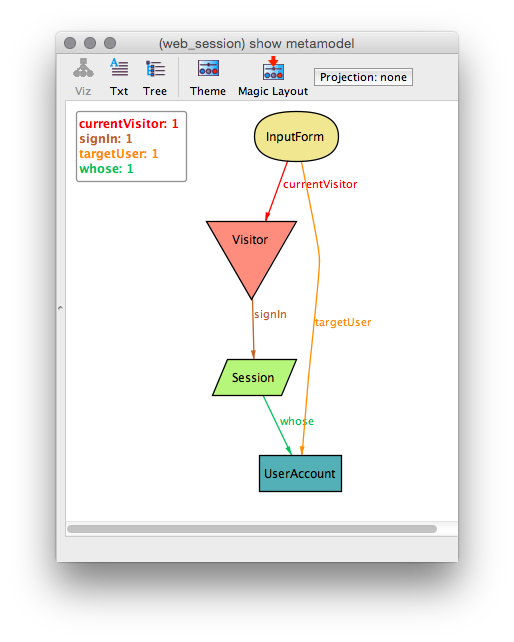 (web_session) show metamodel
Viz Txt Tree Theme Magic Layout Projection: none
currentVisitor: 1
signIn: 1
targetUser: 1
whose: 1
InputForm
currentVisitor
Visitor
signIn
targetUser
Session
whose
UserAccount